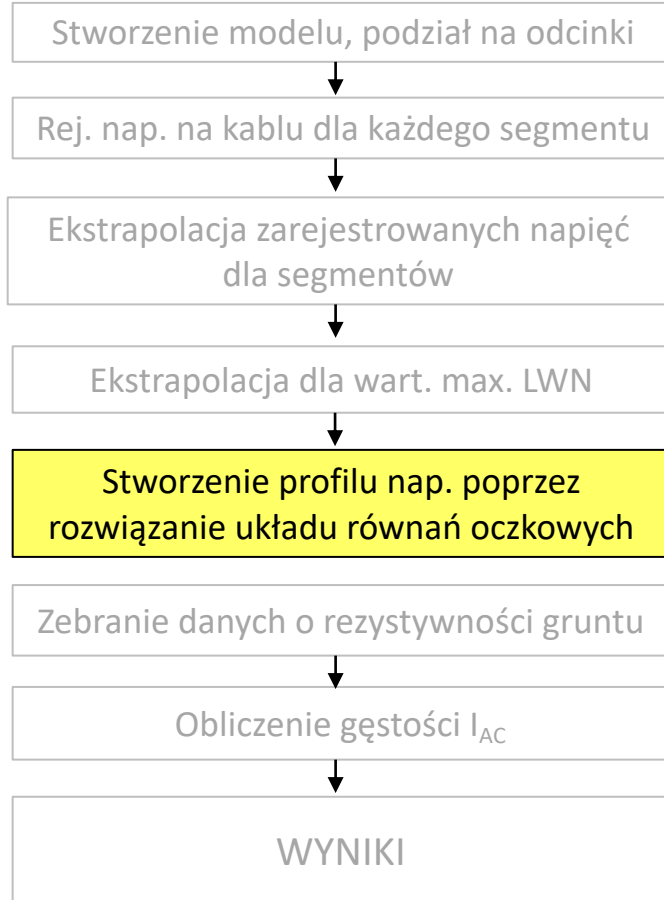 Stworzenie modelu, podział na odcinki
Rej. nap. na kablu dla każdego segmentu
Ekstrapolacja zarejestrowanych napięć
dla segmentów
Ekstrapolacja dla wart. max. LWN
Stworzenie profilu nap. poprzez
rozwiązanie układu równań oczkowych
Zebranie danych o rezystywności gruntu
Obliczenie gęstości I_AC
WYNIKI